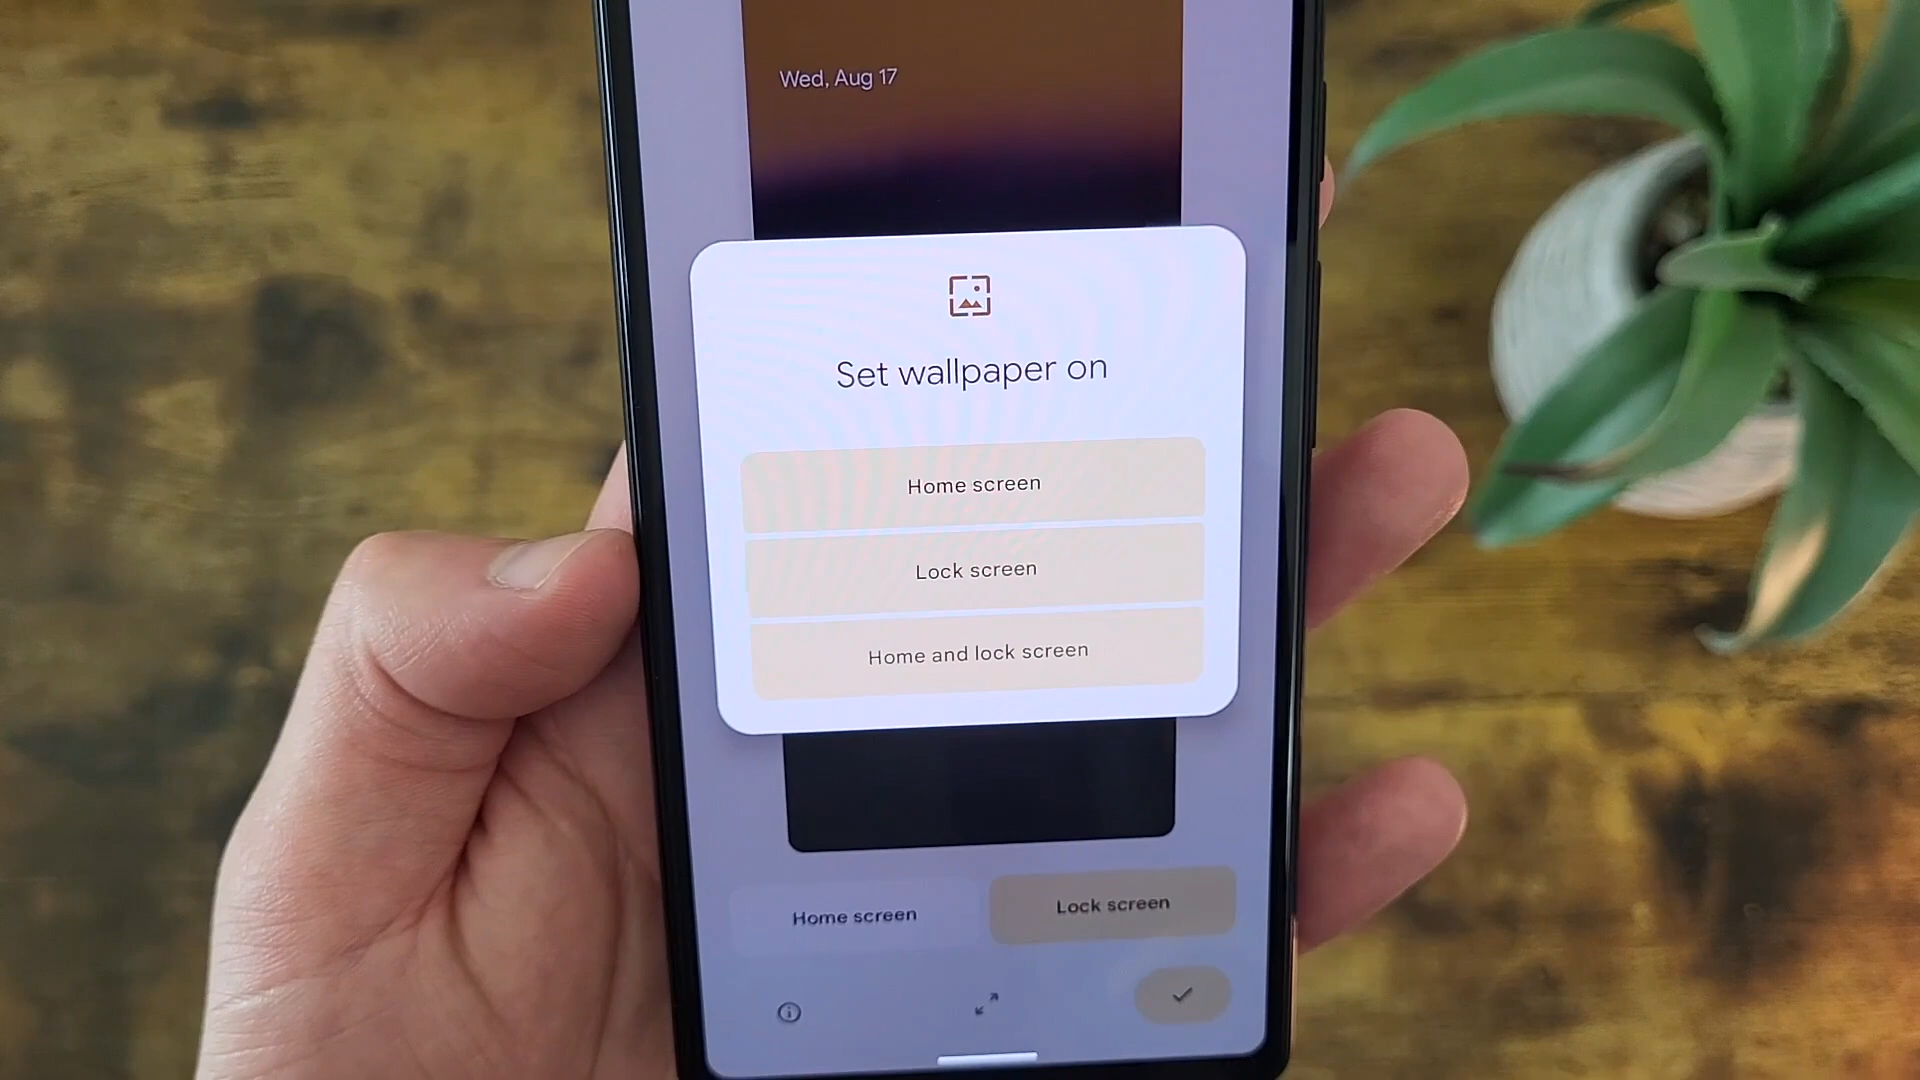 Wed, Aug 17
Set wallpaper on
Home screen
Lock screen
Home and lock screen
Home screen
Lock screen